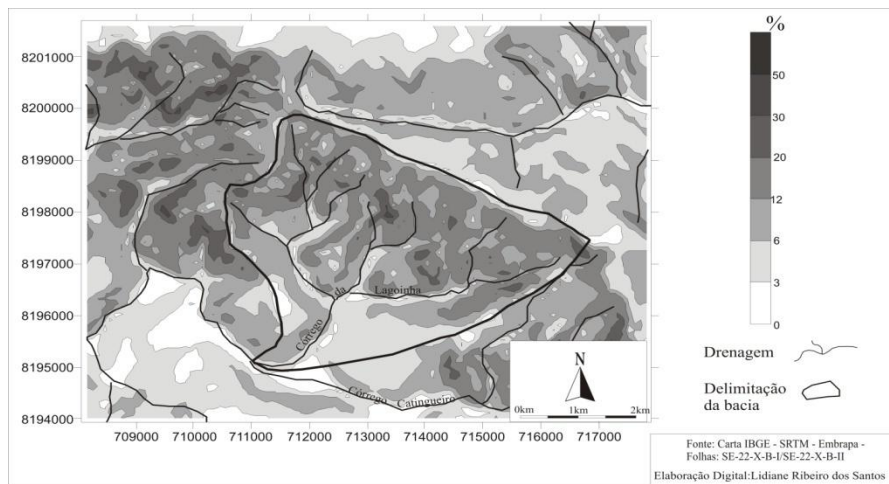 %
50
30
20
12
6
3
0
8201000
8200000
8199000
8198000
8197000
8196000
8195000
8194000
709000
710000
711000
712000
713000
714000
715000
716000
717000
Córrego da Lagoinha
Córrego Catingueiro
N
0km 1km 2km
Drenagem
Delimitação
da bacia
Fonte: Carta IBGE - SRTM - Embrapa -
Folhas: SE-22-X-B-I/SE-22-X-B-II
Elaboração Digital:Lidiane Ribeiro dos Santos